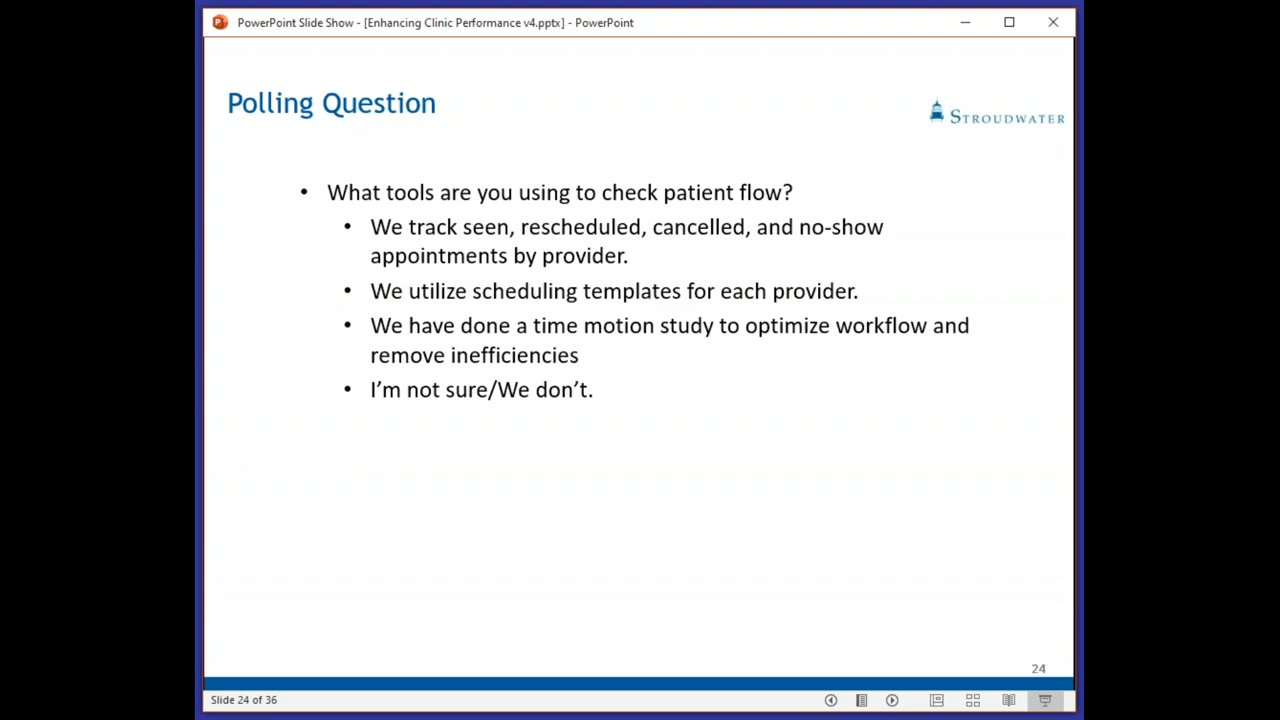 PowerPoint Slide Show - [Enhancing Clinic Performance v4.pptx] - PowerPoint
Polling Question
STROUDWATER
• What tools are you using to check patient flow?
• We track seen, rescheduled, cancelled, and no-show
appointments by provider.
• We utilize scheduling templates for each provider.
• We have done a time motion study to optimize workflow and
remove inefficiencies
• I’m not sure/We don’t.
24
Slide 24 of 36